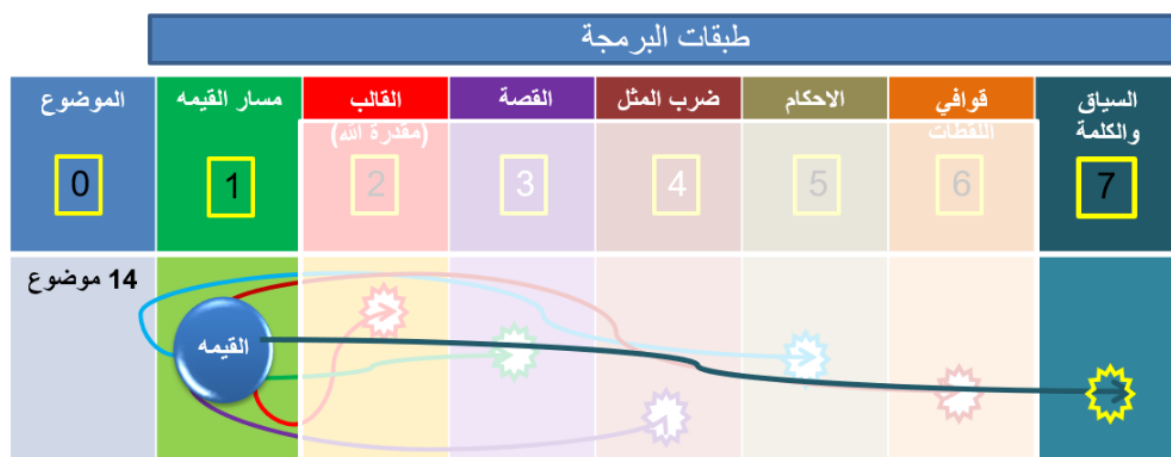 طبقات البرمجة
الموضوع
مسار القيمه
القالب
(مقدرة الله)
القصة
ضرب المثل
الاحكام
قوافي
اللقطات
السياق
والكلمة
0
1
2
3
4
5
6
7
14 موضوع
القيمه